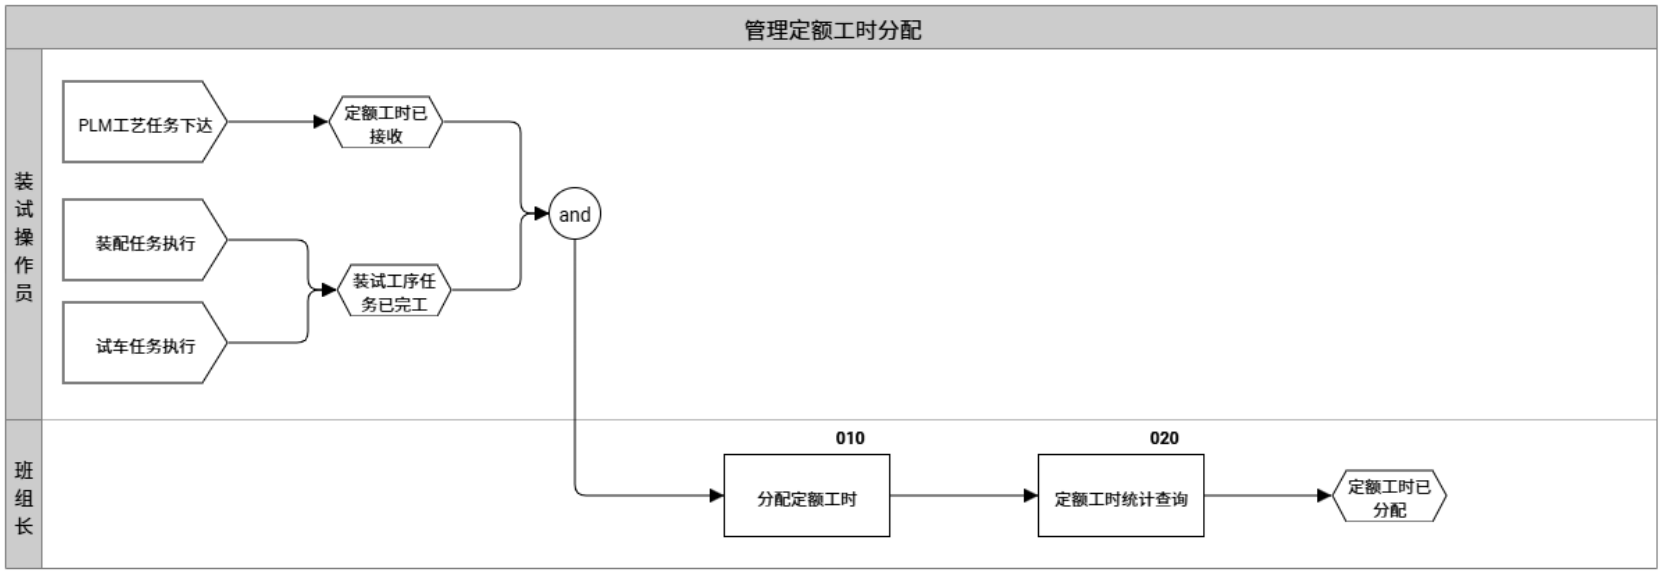 管理定额工时分配
装试操作员
PLM工艺任务下达
定额工时已
接收
and
装配任务执行
装试工序任
务已完工
试车任务执行
班组长
010
020
分配定额工时
定额工时统计查询
定额工时已
分配